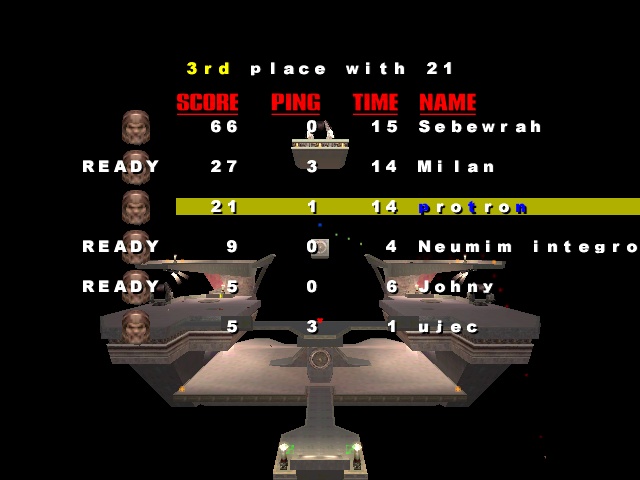 3rd place with 21
SCORE PING TIME NAME
66 0 15 Sebewrah
READY 27 3 14 Milan
21 1 14 protron
READY 9 0 4 Neumim integro
READY 5 0 6 Johny
5 3 1 ujec